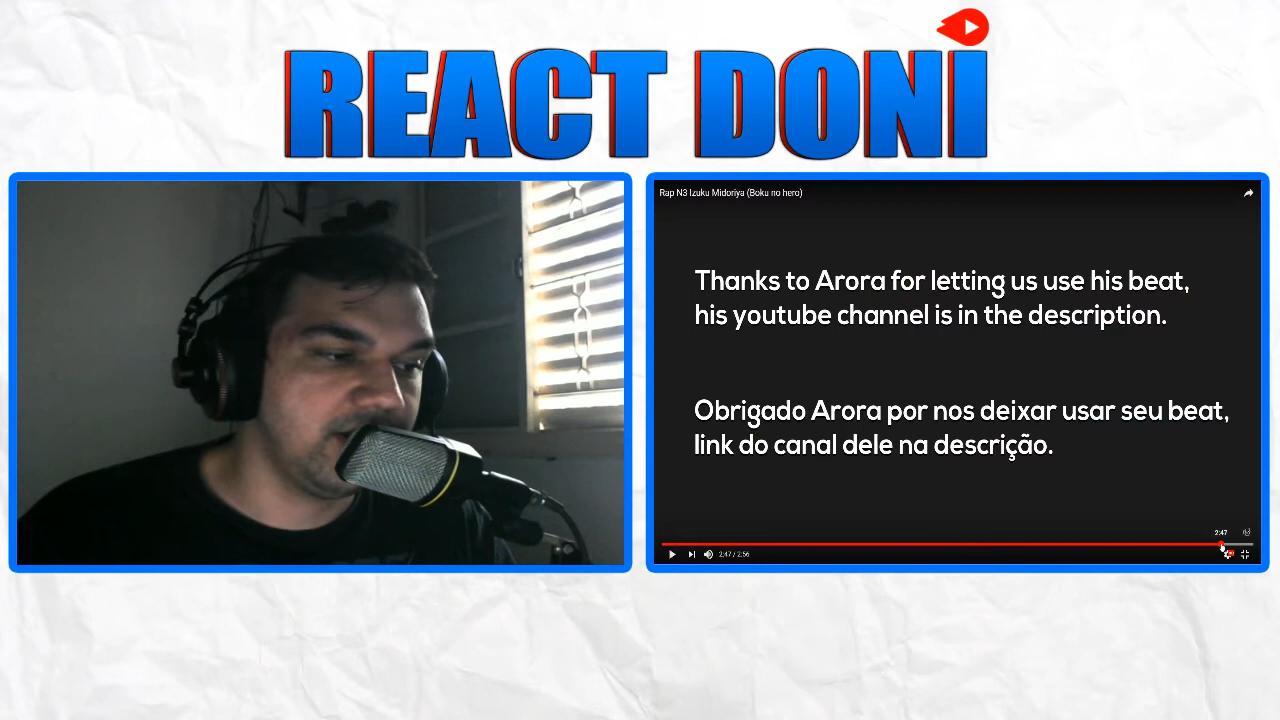 REACT DONI
Rap N3 Izuku Midoriya (Boku no hero)
Thanks to Arora for letting us use his beat,
his youtube channel is in the description.
Obrigado Arora por nos deixar usar seu beat,
link do canal dele na descrição.
2:47
2:47 / 2:56